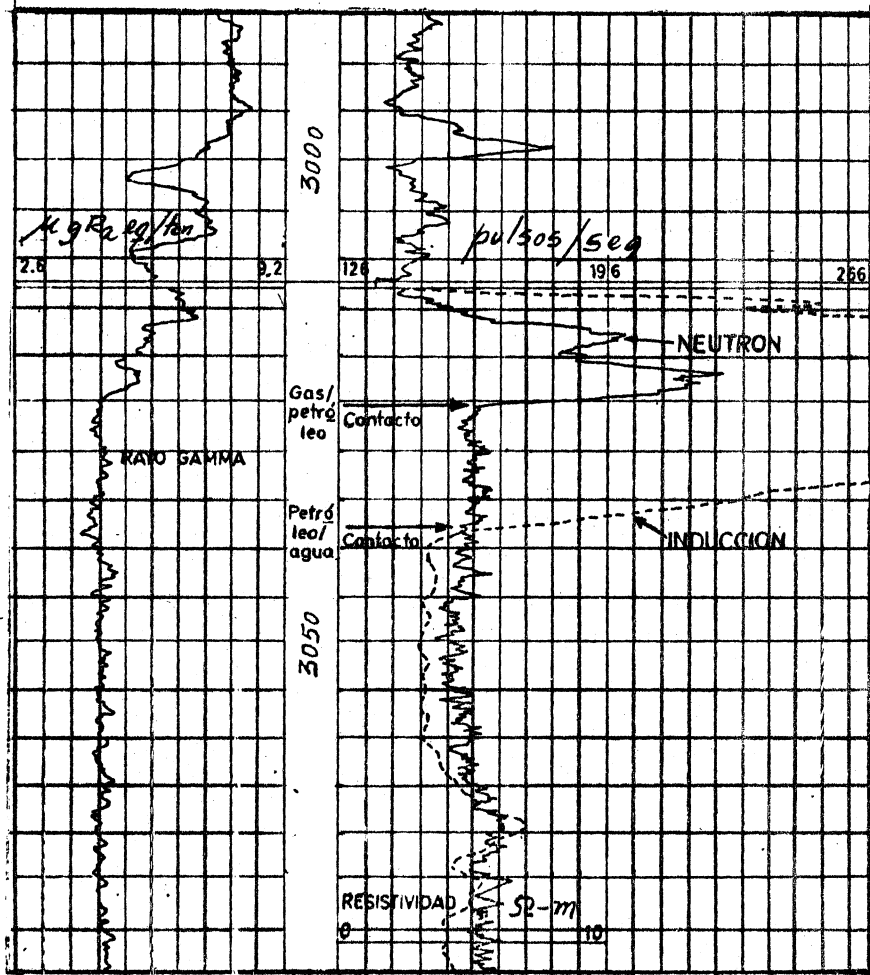 3000
μ gRa eq/ton
pulsos/seg
2.6
9.2
126
196
266
NEUTRON
Gas/
petró
leo
Contacto
RAYO GAMMA
Petró
leo/
agua
Contacto
INDUCCION
3050
RESISTIVIDAD
Ω-m
0
10